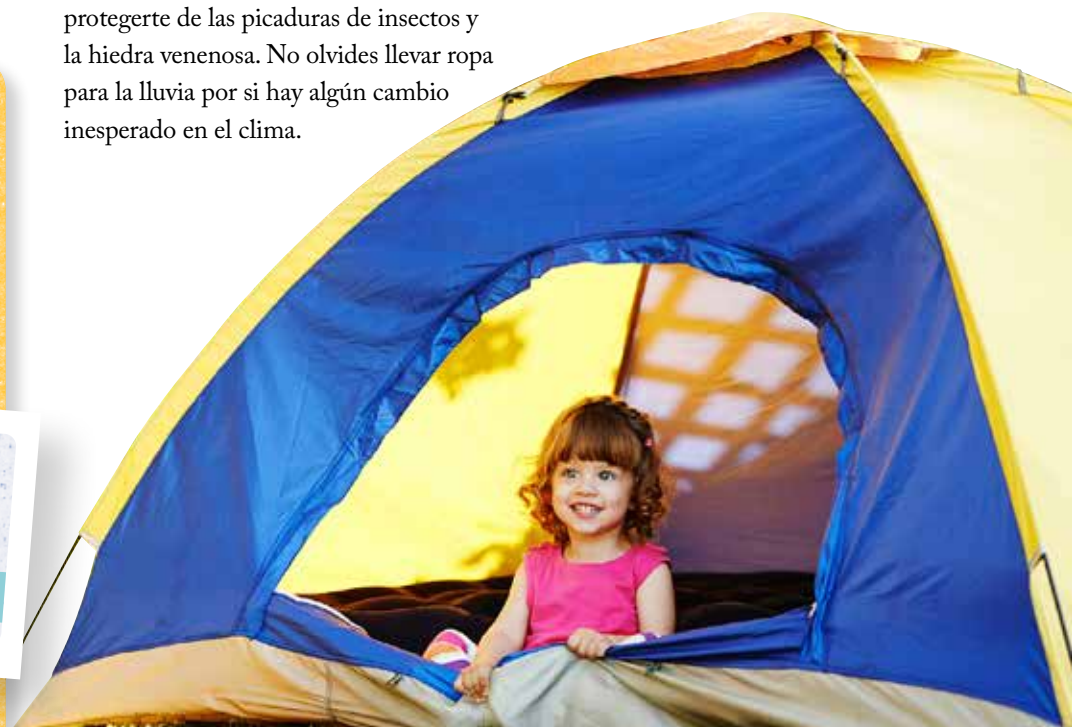 protegerte de las picaduras de insectos y
la hiedra venenosa. No olvides llevar ropa
para la lluvia por si hay algún cambio
inesperado en el clima.